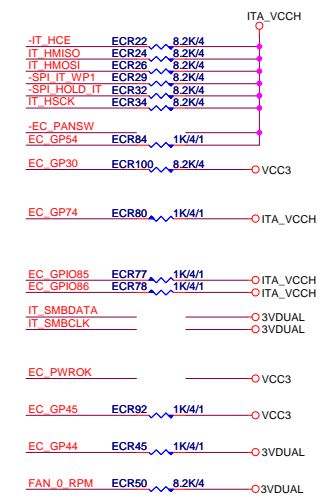 ITA_VCCH
-IT_HCE ECR22 8.2K/4
IT_HMISO ECR24 8.2K/4
IT_HMOSI ECR26 8.2K/4
-SPI_IT_WP1 ECR29 8.2K/4
-SPI_HOLD_IT ECR32 8.2K/4
IT_HSCK ECR34 8.2K/4
-EC_PANSW
EC_GP54 ECR84 1K/4/1
EC_GP30 ECR100 8.2K/4 VCC3
EC_GP74 ECR80 1K/4/1 ITA_VCCH
EC_GPIO85 ECR77 1K/4/1 ITA_VCCH
EC_GPIO86 ECR78 1K/4/1 ITA_VCCH
IT_SMBDATA 3VDUAL
IT_SMBCLK 3VDUAL
EC_PWROK VCC3
EC_GP45 ECR92 1K/4/1 VCC3
EC_GP44 ECR45 1K/4/1 3VDUAL
FAN_0_RPM ECR50 8.2K/4 3VDUAL